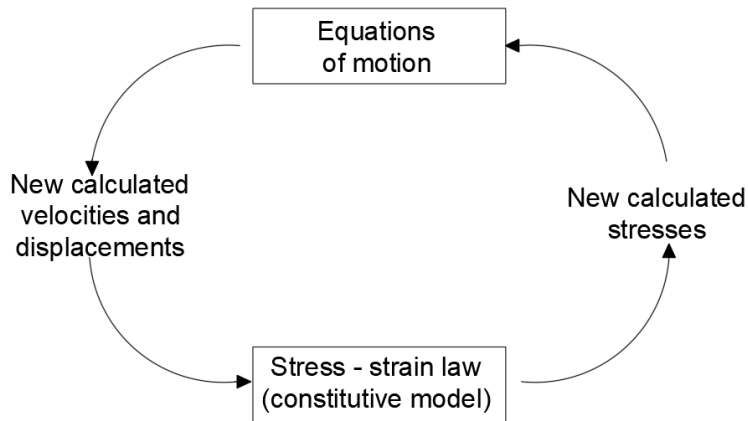 Equations
of motion
New calculated
velocities and
displacements
New calculated
stresses
Stress - strain law
(constitutive model)